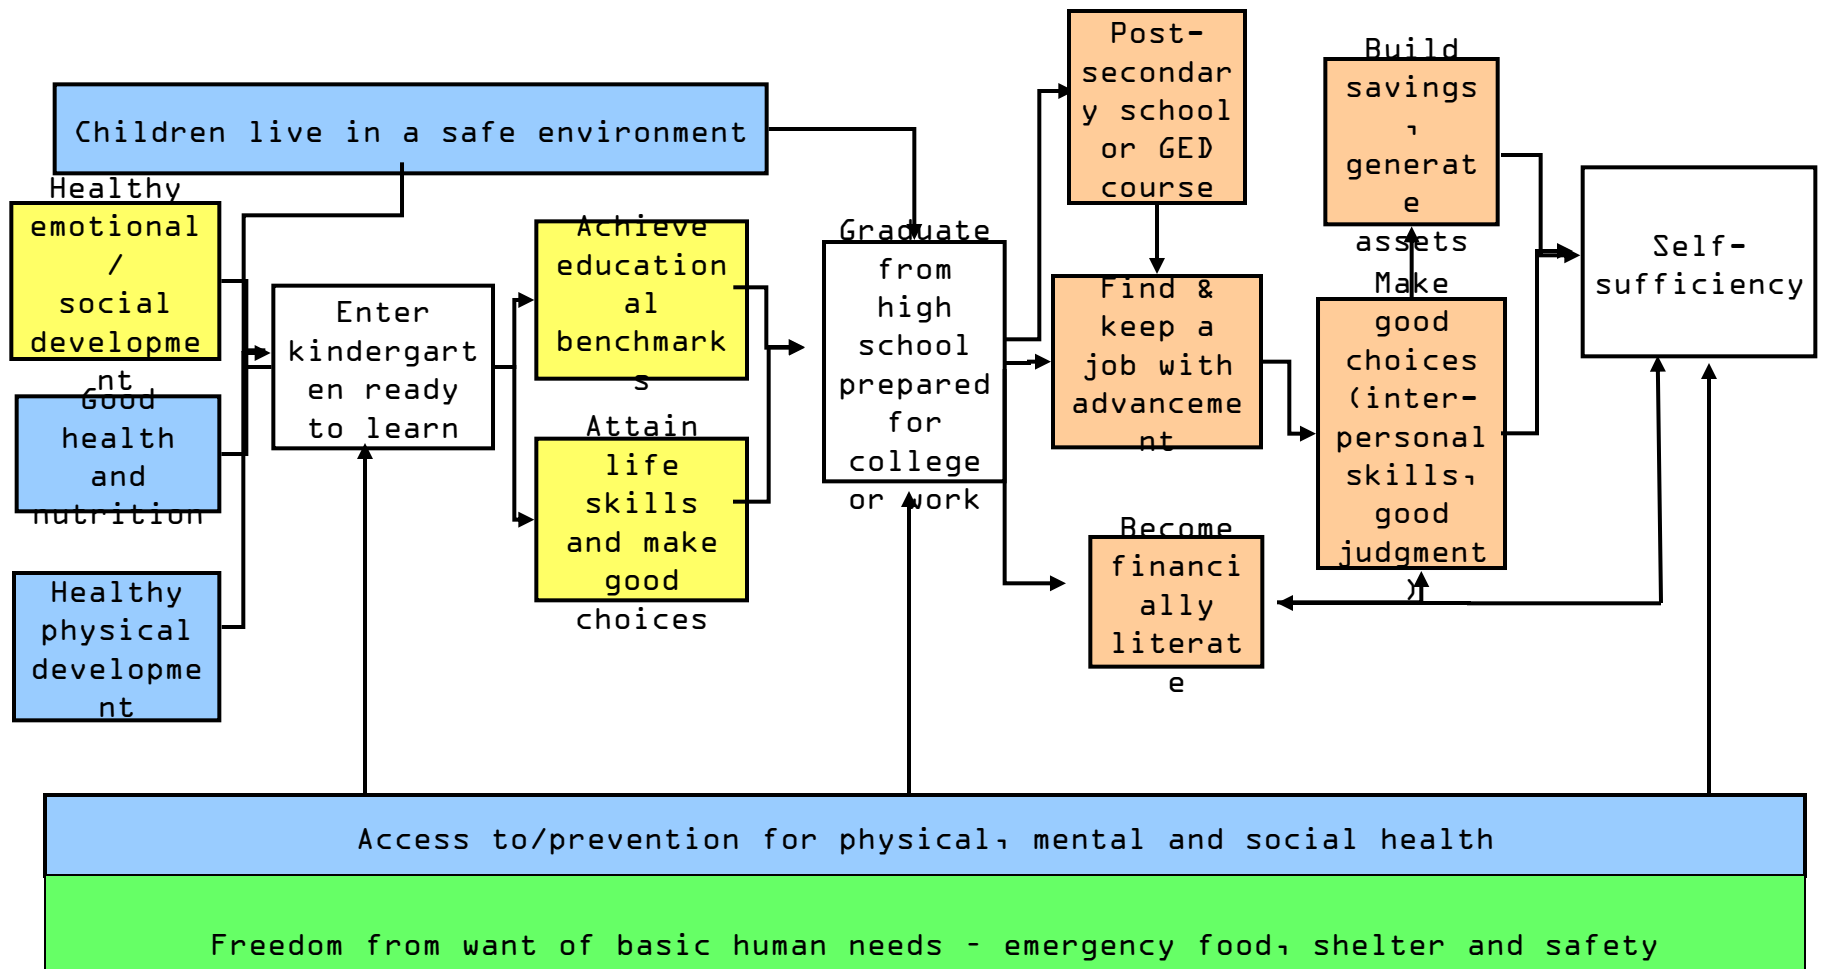 Children live in a safe environment
Healthy
emotional
/
social
developme
nt
Good
health
and
nutrition
Healthy
physical
developme
nt
Enter
kindergart
en ready
to learn
Achieve
education
al
benchmark
s
Attain
life
skills
and make
good
choices
Graduate
from
high
school
prepared
for
college
or work
Post-
secondar
y school
or GED
course
Find &
keep a
job with
advanceme
nt
Become
financi
ally
literat
e
Build
savings
,
generat
e
assets
Make
good
choices
(inter-
personal
skills,
good
judgment
)
Self-
sufficiency
Access to/prevention for physical, mental and social health
Freedom from want of basic human needs - emergency food, shelter and safety